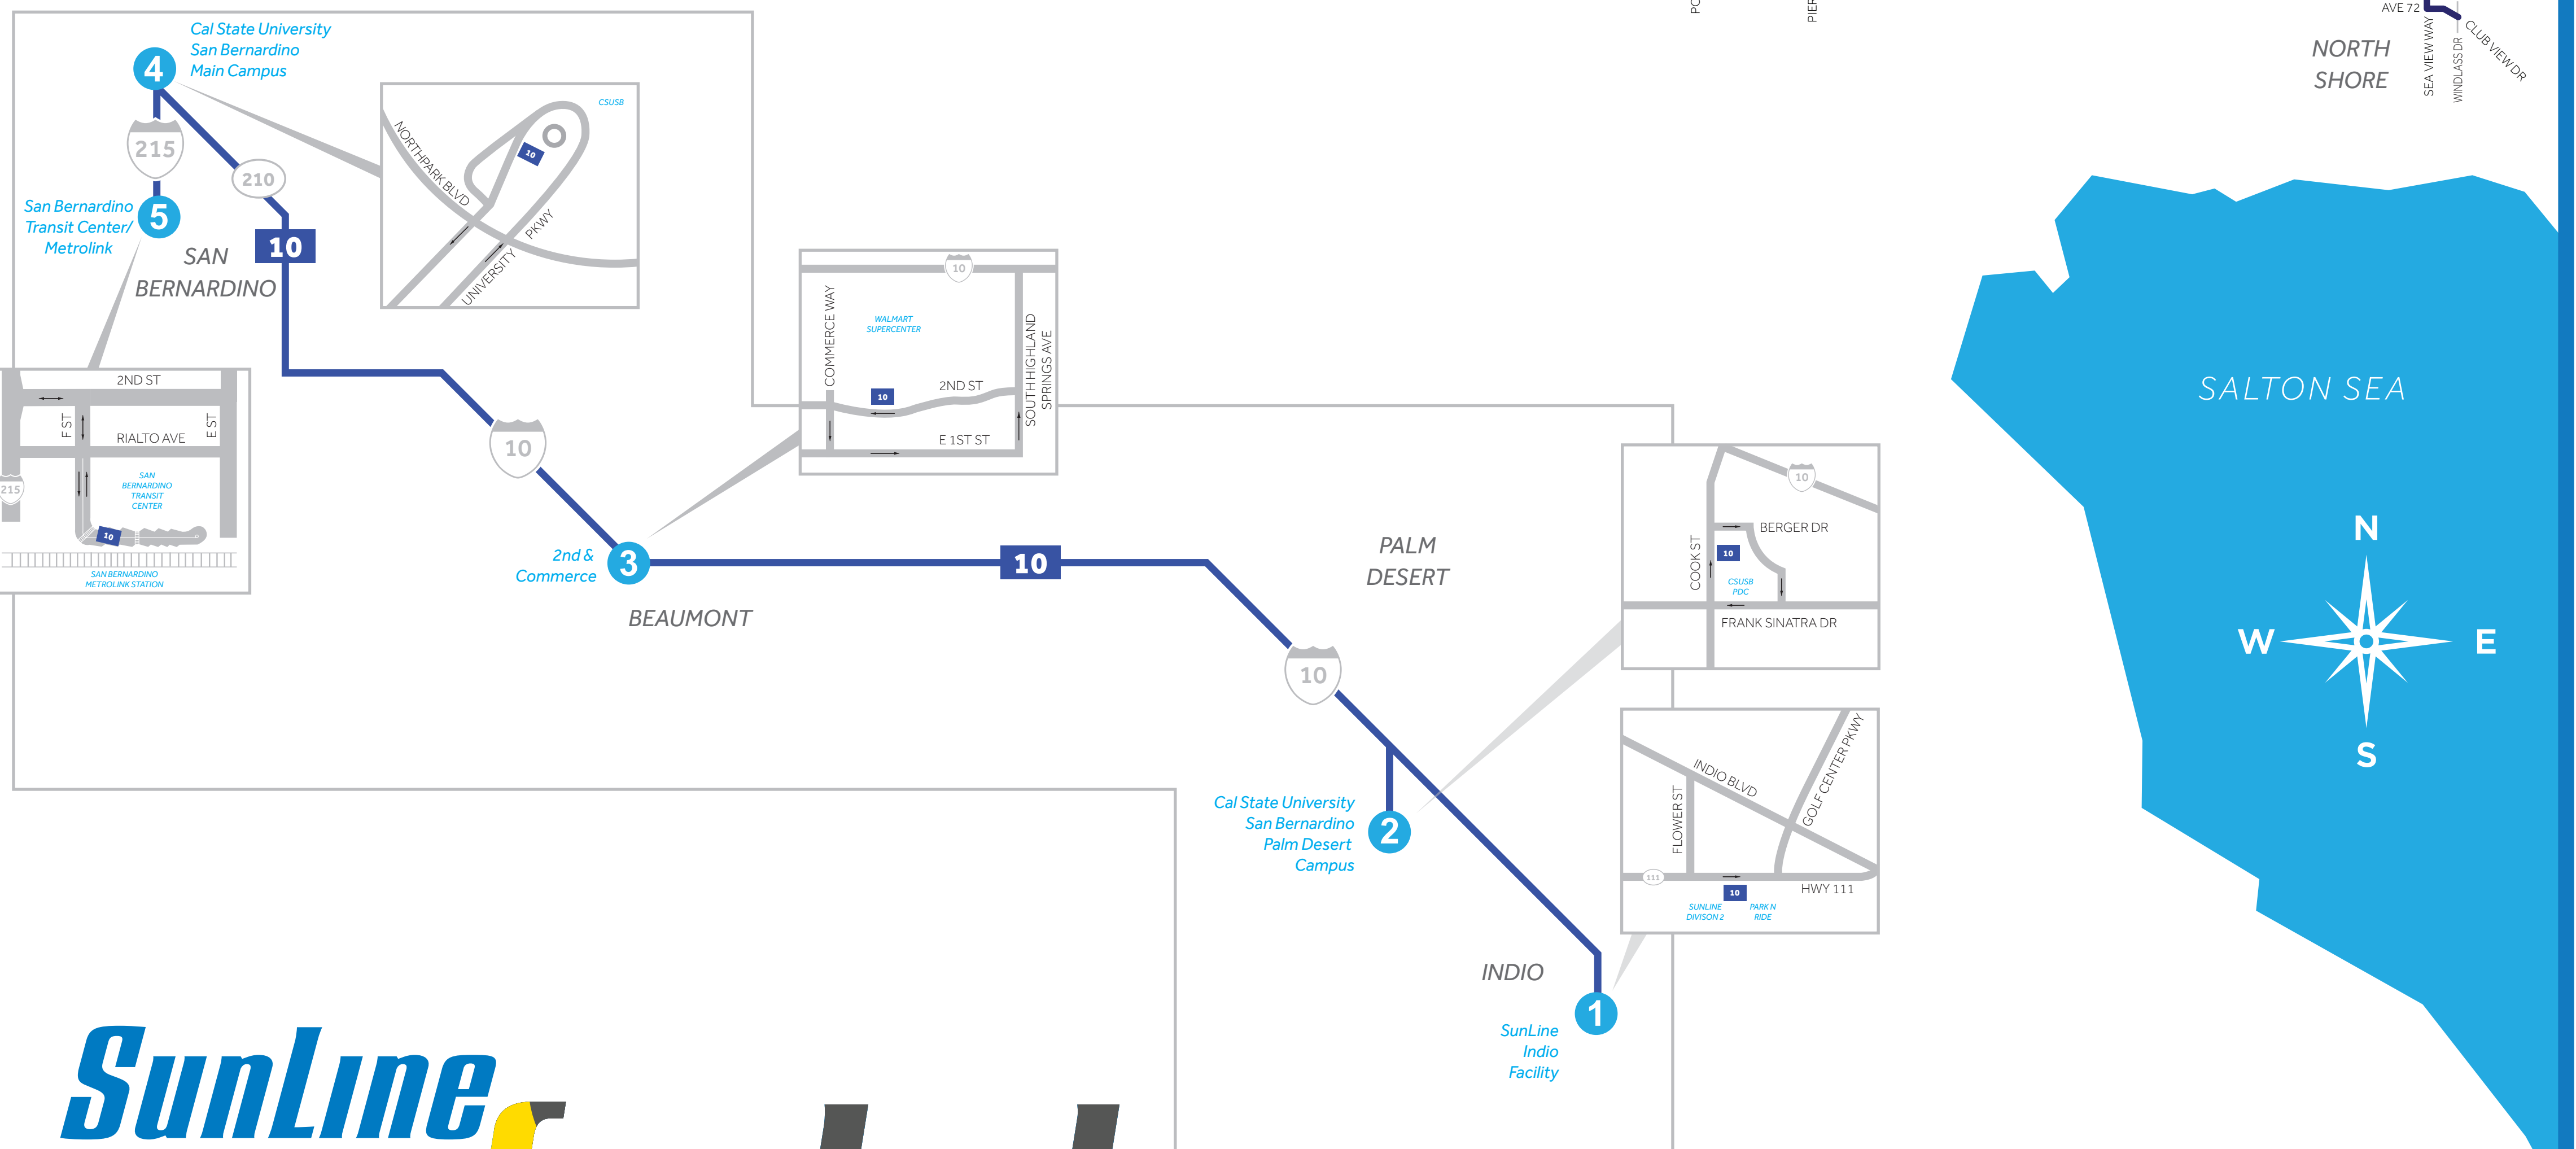 Cal State University
San Bernardino
Main Campus
4
215
210
San Bernardino
Transit Center/
Metrolink
5
SAN
BERNARDINO
10
CSUSB
NORTHPARK BLVD
10
UNIVERSITY
PKWY
2ND ST
F ST
E ST
RIALTO AVE
215
SAN
BERNARDINO
TRANSIT
CENTER
10
SAN BERNARDINO
METROLINK STATION
10
10
COMMERCE WAY
WALMART
SUPERCENTER
SOUTH HIGHLAND
SPRINGS AVE
2ND ST
10
E 1ST ST
2nd &
Commerce
3
BEAUMONT
10
PALM
DESERT
10
10
COOK ST
BERGER DR
10
CSUSB
PDC
FRANK SINATRA DR
Cal State University
San Bernardino
Palm Desert
Campus
2
INDIO BLVD
GOLF CENTER PKWY
FLOWER ST
111
HWY 111
10
SUNLINE
DIVISON 2
PARK N
RIDE
INDIO
1
SunLine
Indio
Facility
SunLine
AVE 72
NORTH
SHORE
SEA VIEW WAY
WINDLASS DR
CLUB VIEW DR
SALTON SEA
N
W
E
S